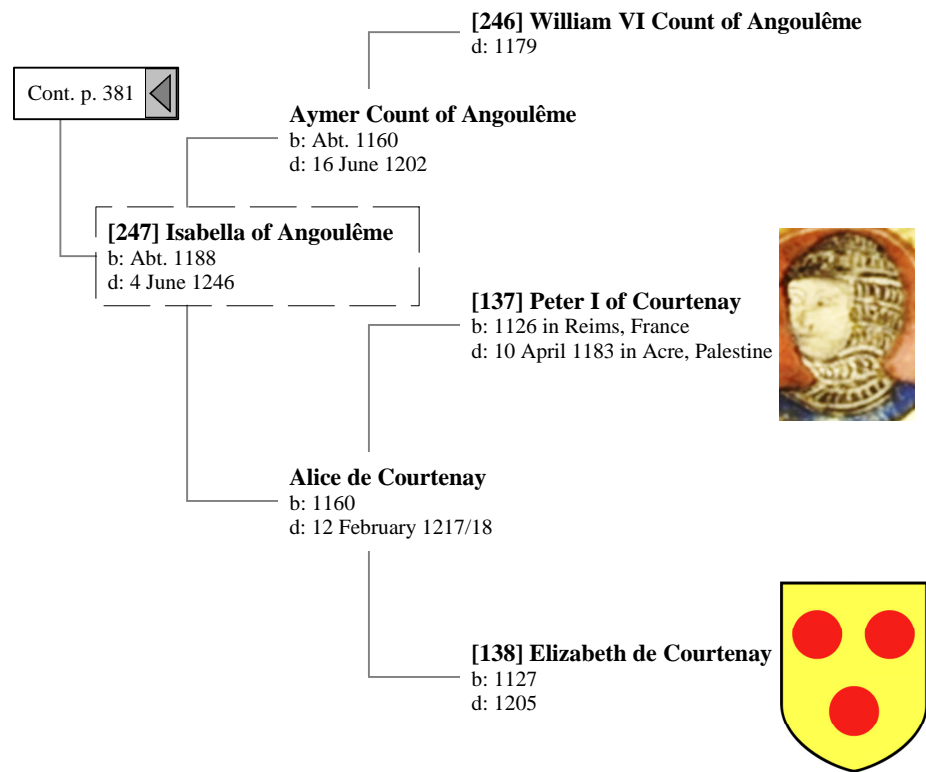 [246] William VI Count of Angoulême
d: 1179
Cont. p. 381
Aymer Count of Angoulême
b: Abt. 1160
d: 16 June 1202
[247] Isabella of Angoulême
b: Abt. 1188
d: 4 June 1246
[137] Peter I of Courtenay
b: 1126 in Reims, France
d: 10 April 1183 in Acre, Palestine
Alice de Courtenay
b: 1160
d: 12 February 1217/18
[138] Elizabeth de Courtenay
b: 1127
d: 1205